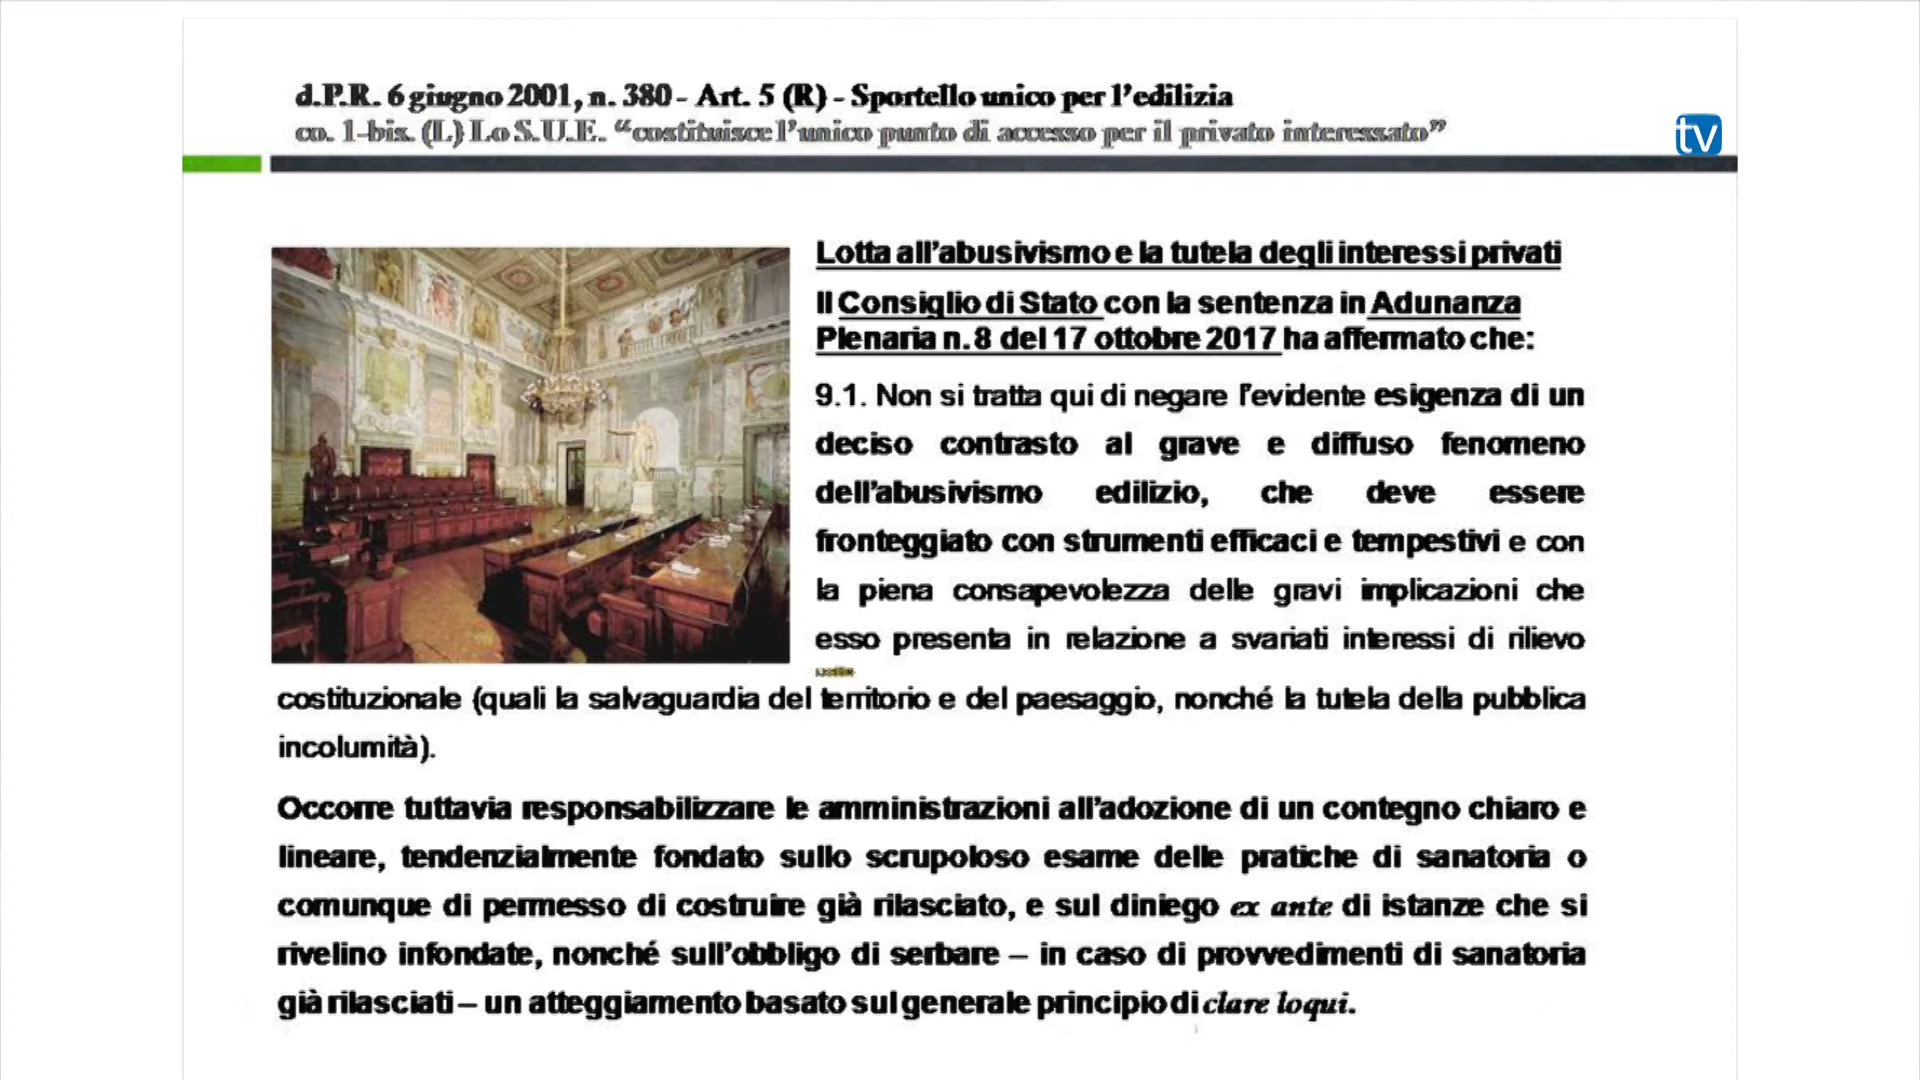 d.P.R. 6 giugno 2001, n. 380 - Art. 5 (R) - Sportello unico per l’edilizia
co. 1-bis. (L) Lo S.U.E. “costituisce l’unico punto di accesso per il privato interessato”
tv
Lotta all’abusivismo e la tutela degli interessi privati
Il Consiglio di Stato con la sentenza in Adunanza
Plenaria n. 8 del 17 ottobre 2017 ha affermato che:
9.1. Non si tratta qui di negare l’evidente esigenza di un
deciso contrasto al grave e diffuso fenomeno
dell’abusivismo edilizio, che deve essere
fronteggiato con strumenti efficaci e tempestivi e con
la piena consapevolezza delle gravi implicazioni che
esso presenta in relazione a svariati interessi di rilievo
costituzionale (quali la salvaguardia del territorio e del paesaggio, nonché la tutela della pubblica
incolumità).
Occorre tuttavia responsabilizzare le amministrazioni all’adozione di un contegno chiaro e
lineare, tendenzialmente fondato sullo scrupoloso esame delle pratiche di sanatoria o
comunque di permesso di costruire già rilasciato, e sul diniego ex ante di istanze che si
rivelino infondate, nonché sull’obbligo di serbare – in caso di provvedimenti di sanatoria
già rilasciati – un atteggiamento basato sul generale principio di clare loqui.